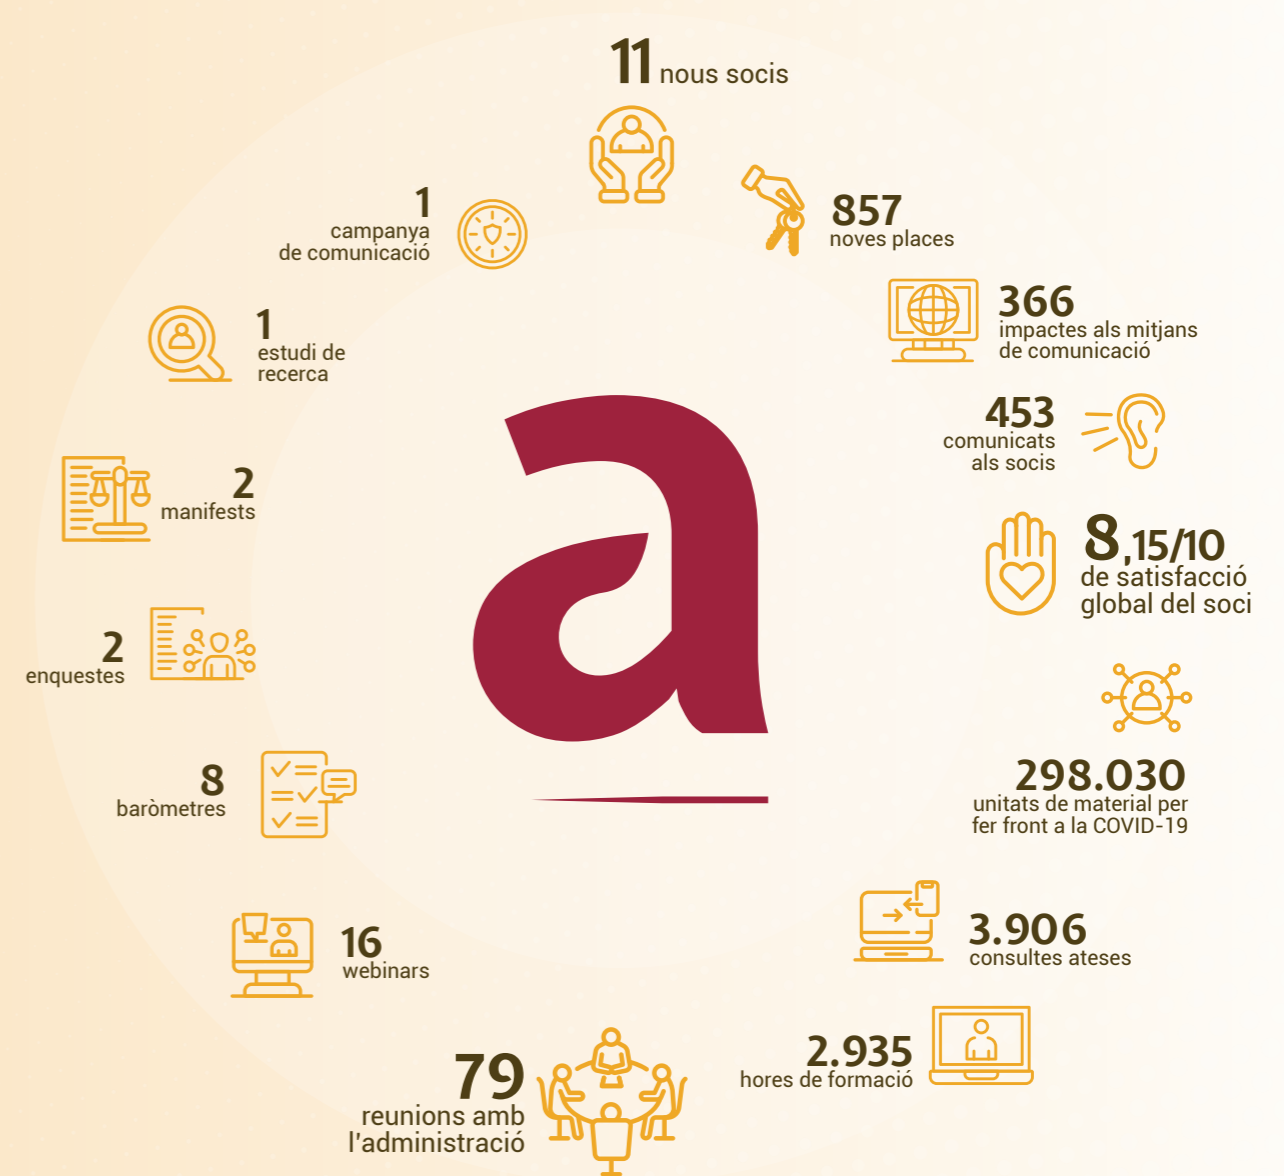 11 nous socis
857
noves places
366
impactes als mitjans
de comunicació
453
comunicats
als socis
8,15/10
de satisfacció
global del soci
298.030
unitats de material per
fer front a la COVID-19
3.906
consultes ateses
2.935
hores de formació
79
reunions amb
l'administració
16
webinars
8
baròmetres
2
enquestes
2
manifests
1
estudi de
recerca
1
campanya
de comunicació
a